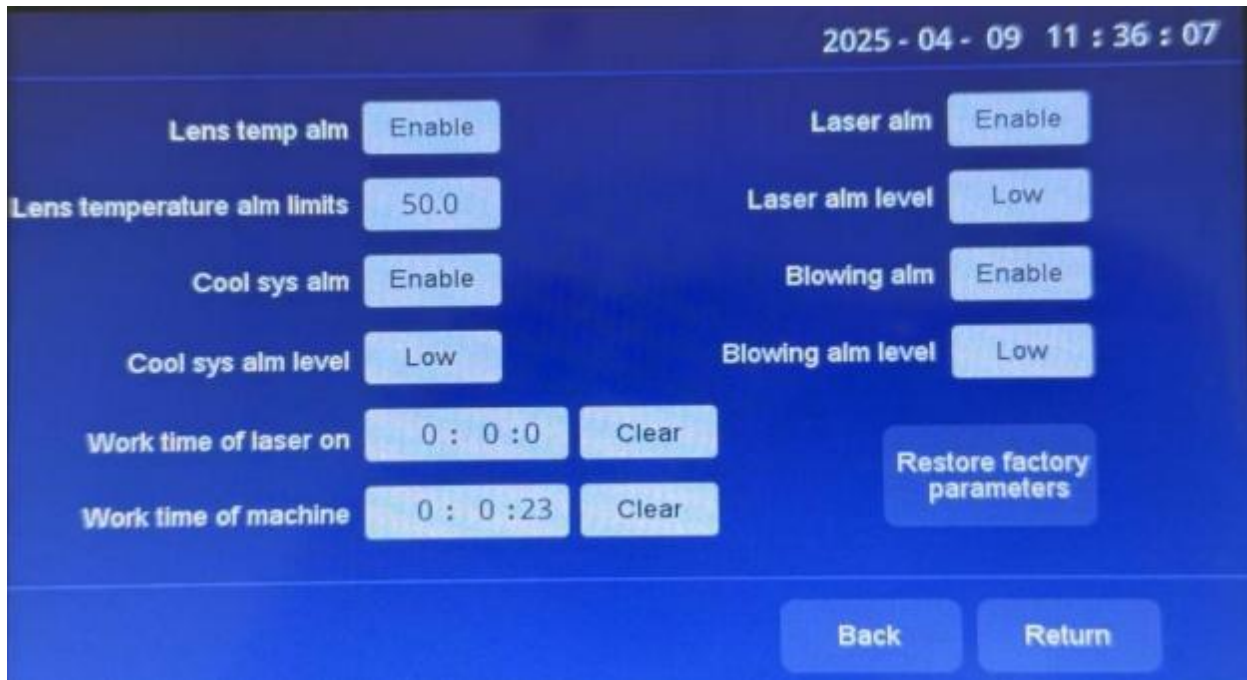 2025 - 04 - 09 11 : 36 : 07
Lens temp alm Enable
Laser alm Enable
Lens temperature alm limits 50.0
Laser alm level Low
Cool sys alm Enable
Blowing alm Enable
Cool sys alm level Low
Blowing alm level Low
Work time of laser on 0 : 0 :0 Clear
Restore factory
parameters
Work time of machine 0 : 0 :23 Clear
Back
Return